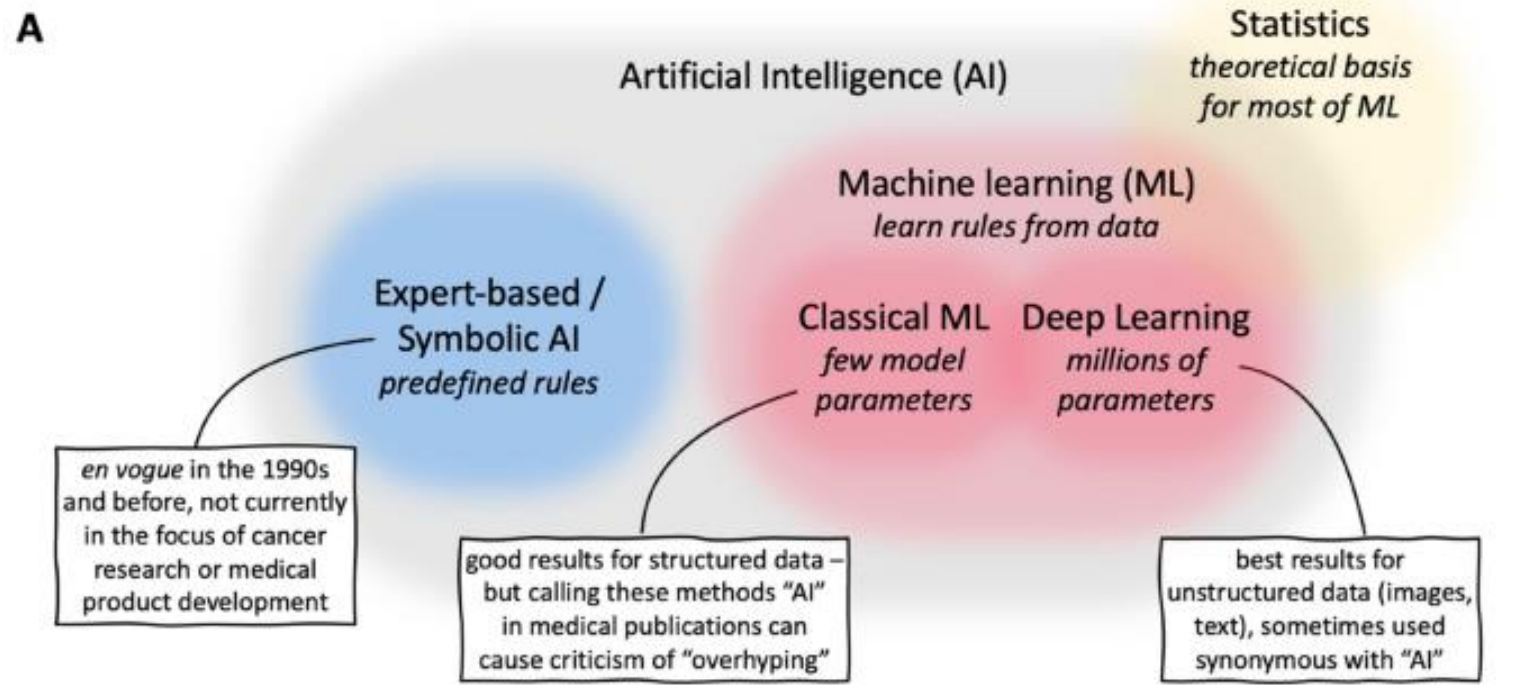 A
Statistics
theoretical basis
for most of ML
Artificial Intelligence (AI)
Machine learning (ML)
learn rules from data
Expert-based /
Symbolic AI
predefined rules
Classical ML
few model
parameters
Deep Learning
millions of
parameters
en vogue in the 1990s
and before, not currently
in the focus of cancer
research or medical
product development
good results for structured data –
but calling these methods “AI”
in medical publications can
cause criticism of “overhyping”
best results for
unstructured data (images,
text), sometimes used
synonymous with “AI”